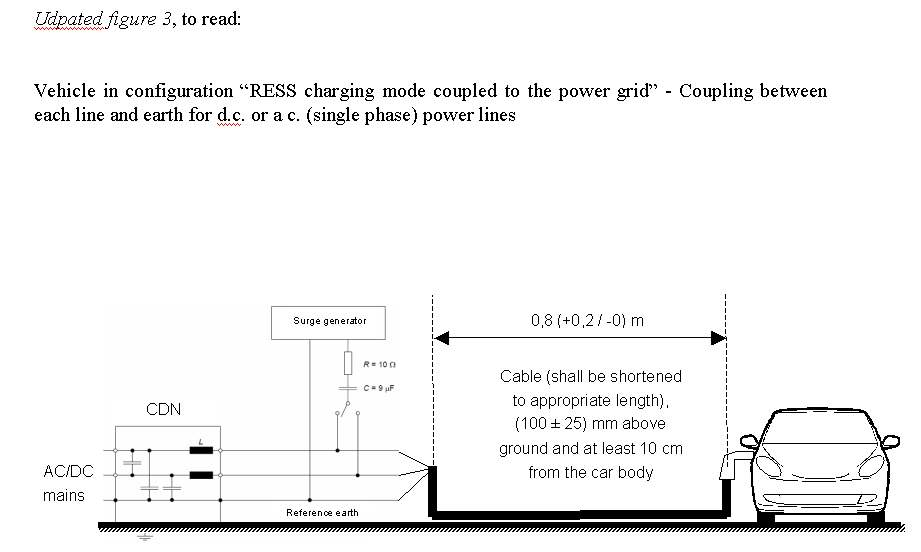 Udpated figure 3, to read:
Vehicle in configuration “RESS charging mode coupled to the power grid” - Coupling between
each line and earth for d.c. or a c. (single phase) power lines
Surge generator
0,8 (+0,2 / -0) m
R = 10 Ω
C = 9 µF
Cable (shall be shortened
to appropriate length),
(100 ± 25) mm above
ground and at least 10 cm
from the car body
CDN
L
AC/DC
mains
Reference earth